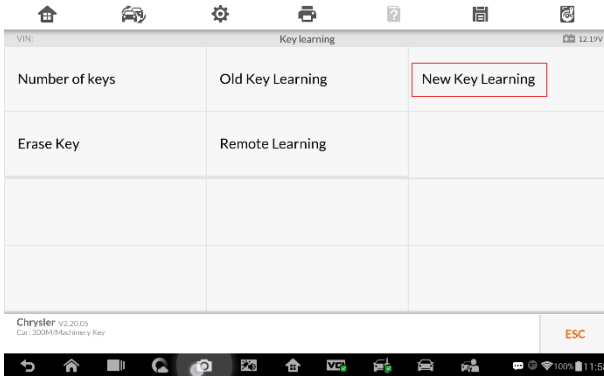 VIN:
Key learning
12.19V
Number of keys
Old Key Learning
New Key Learning
Erase Key
Remote Learning
Chrysler V2.20.05
Car: 300M/Machinery Key
ESC
VCI
100%